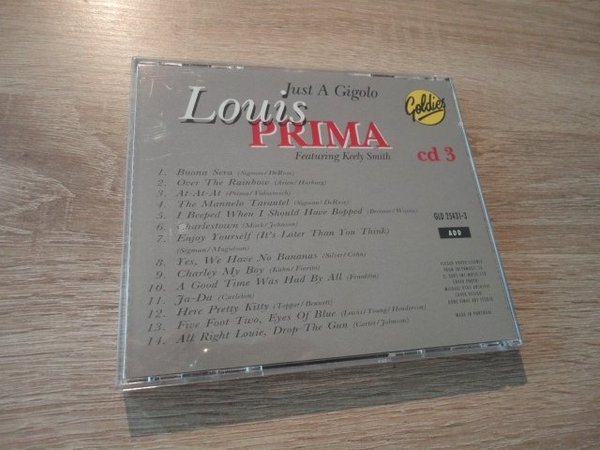 Just A Gigolo
Louis
PRIMA
Featuring Keely Smith
Goldies
cd 3
1. Buona Sera (Sigman/DeRose)
2. Over The Rainbow (Arlen/Harburg)
3. At-At-At (Prima/Vidacovich)
4. The Mannelo Tarantel (Sigman/DeRose)
5. I Beeped When I Should Have Bopped
6. Charlestown (Mack/Johnson)
7. Enjoy Yourself (It's Later Than You Think)
(Sigman/Magidson)
8. Yes, We Have No Bananas (Silver/Cohn)
9. Charley My Boy (Kahn/Fiorito)
10. A Good Time Was Had By All (Franklin)
11. Ja-Da (Carleton)
12. Here Pretty Kitty (Tepper/Bennett)
13. Five Foot Two, Eyes Of Blue (Lewis/Young/Henderson)
14. All Right Louie, Drop The Gun (Carter/Johnson)
GLD 25431-3
ADD
MADE IN PORTUGAL